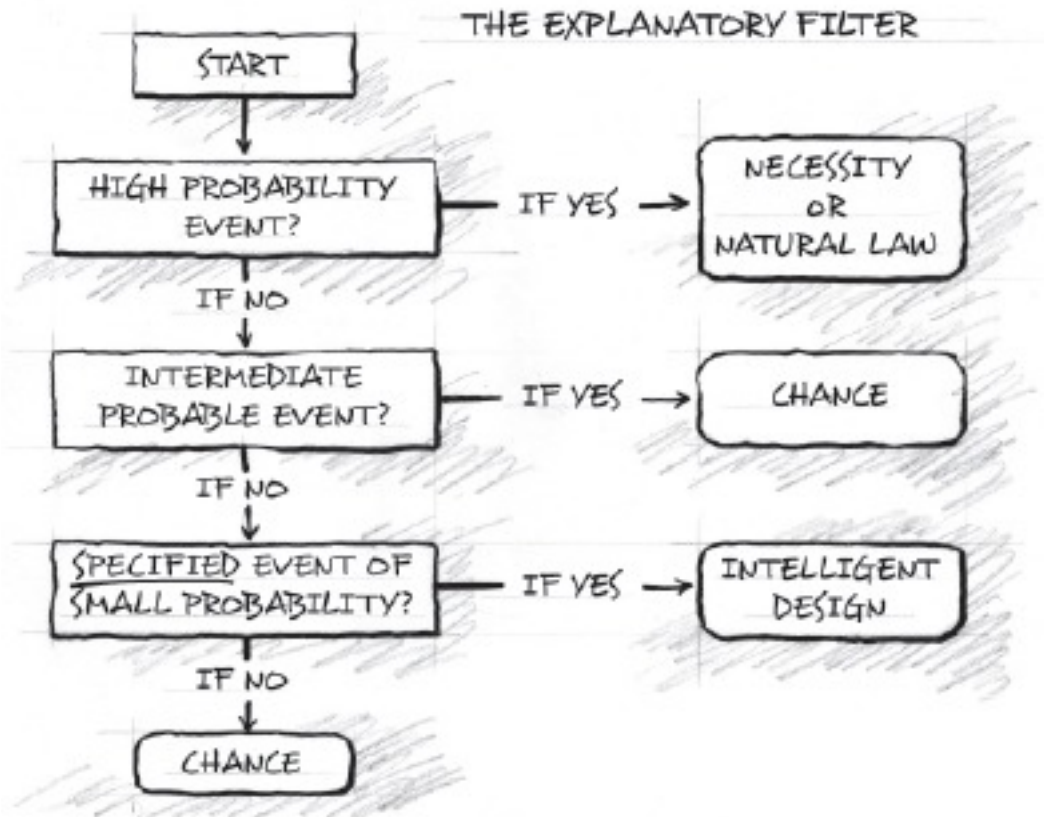 THE EXPLANATORY FILTER
START
HIGH PROBABILITY
EVENT?
IF YES
NECESSITY
OR
NATURAL LAW
IF NO
INTERMEDIATE
PROBABLE EVENT?
IF YES
CHANCE
IF NO
SPECIFIED EVENT OF
SMALL PROBABILITY?
IF YES
INTELLIGENT
DESIGN
IF NO
CHANCE